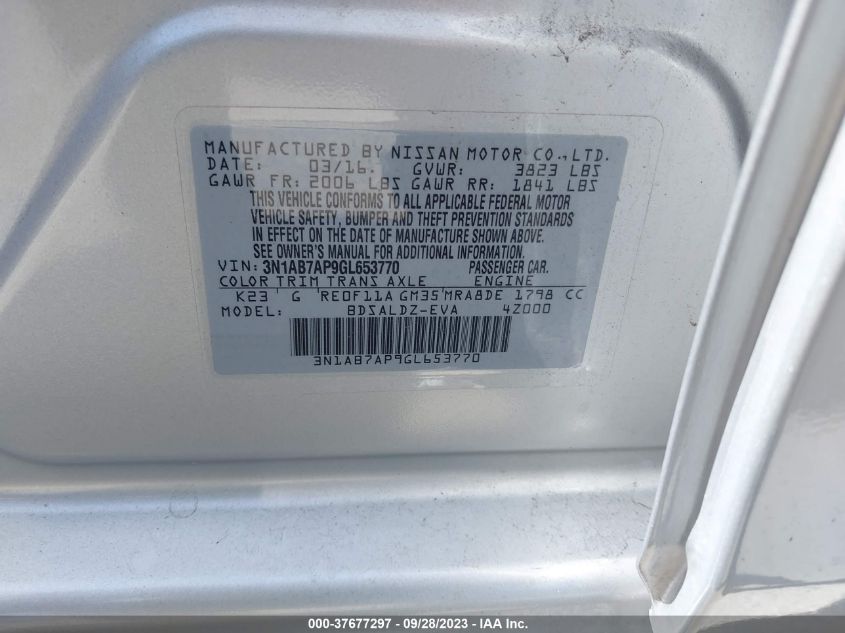 MANUFACTURED BY NISSAN MOTOR CO.,LTD.
DATE: 03/16. GVWR: 3823 LBS
GAWR FR: 2006 LBS GAWR RR: 1841 LBS
THIS VEHICLE CONFORMS TO ALL APPLICABLE FEDERAL MOTOR
VEHICLE SAFETY, BUMPER AND THEFT PREVENTION STANDARDS
IN EFFECT ON THE DATE OF MANUFACTURE SHOWN ABOVE.
SEE OWNER'S MANUAL FOR ADDITIONAL INFORMATION.
VIN: 3N1AB7AP9GL653770 PASSENGER CAR.
COLOR TRIM TRANS AXLE ENGINE
K23 G RE0F11A GM35 MRA8DE 1798 CC
MODEL: BDSALDZ-EVA 4Z000
3N1AB7AP9GL653770
000-37677297 - 09/28/2023 - Copyright © IAA, Inc.